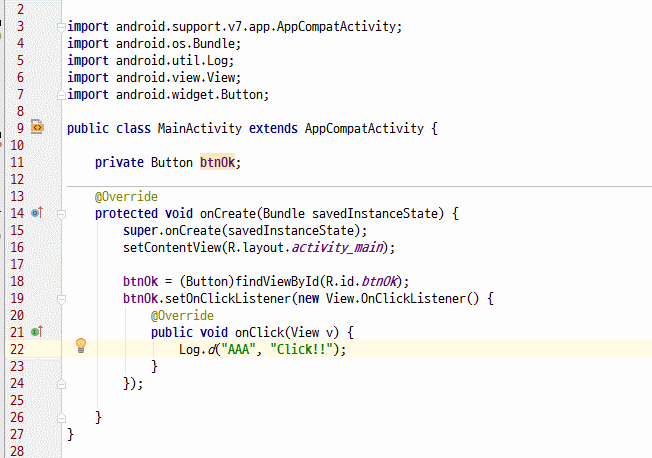 2
3 import android.support.v7.app.AppCompatActivity;
4 import android.os.Bundle;
5 import android.util.Log;
6 import android.view.View;
7 import android.widget.Button;
8
9 public class MainActivity extends AppCompatActivity {
10
11     private Button btnOk;
12
13     @Override
14     protected void onCreate(Bundle savedInstanceState) {
15         super.onCreate(savedInstanceState);
16         setContentView(R.layout.activity_main);
17
18         btnOk = (Button)findViewById(R.id.btnOk);
19         btnOk.setOnClickListener(new View.OnClickListener() {
20             @Override
21             public void onClick(View v) {
22                 Log.d("AAA", "Click!!");
23             }
24         });
25
26     }
27 }
28